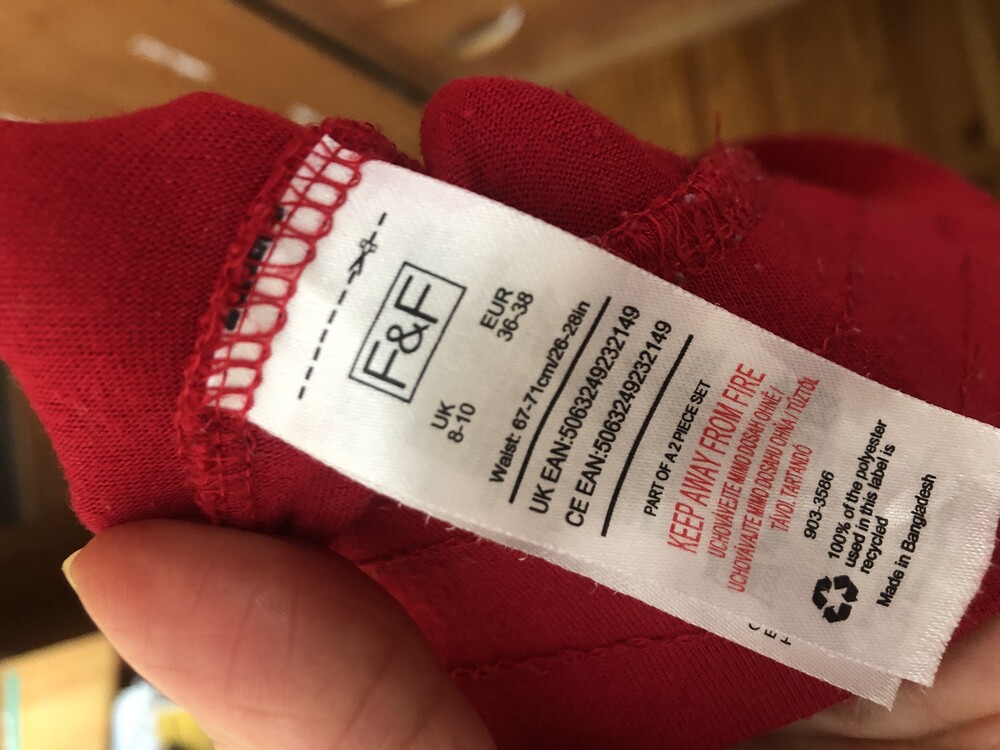 F&F
UK
8-10
EUR
36-38
Waist: 67-71cm/26-28in
UK EAN:5063249232149
CE EAN:5063249232149
PART OF A 2 PIECE SET
KEEP AWAY FROM FIRE
UCHOVÁVEJTE MIMO DOSAH OHNĚ /
UCHOVÁVAJTE MIMO DOSAHU OHŇA / TŰZTŐL
TÁVOL TARTANDÓ
903-3586
100% of the polyester
used in this label is
recycled
Made in Bangladesh